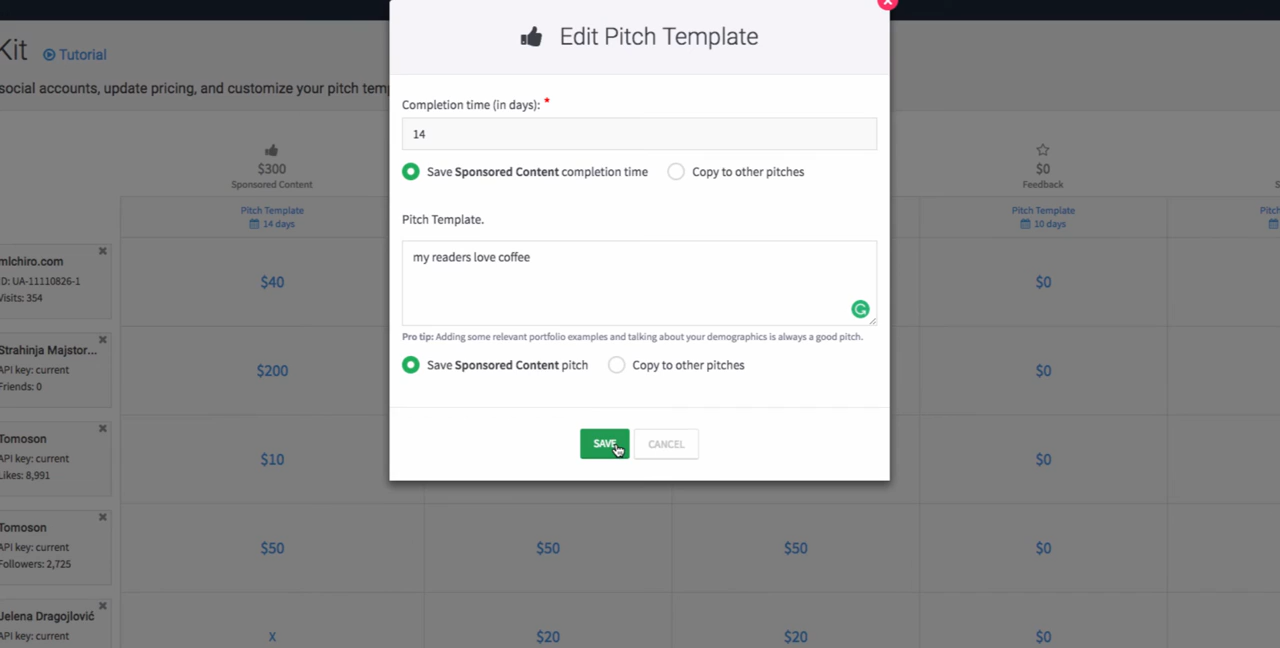 Edit Pitch Template
Kit Tutorial
social accounts, update pricing, and customize your pitch temp
Completion time (in days): *
14
Save Sponsored Content completion time Copy to other pitches
Pitch Template.
my readers love coffee
Pro tip: Adding some relevant portfolio examples and talking about your demographics is always a good pitch.
Save Sponsored Content pitch Copy to other pitches
SAVE CANCEL
$300 $0
Sponsored Content Feedback S
Pitch Template Pitch Template Pitch
14 days 10 days
mlchiro.com
ID: UA-11110826-1
Visits: 354
$40 $0
Strahinja Majstor...
API key: current
Friends: 0
$200 $0
Tomoson
API key: current
Likes: 8,991
$10 $0
Tomoson
API key: current
Followers: 2,725
$50 $50 $50 $0
Jelena Dragojlović
API key: current
X $20 $20 $0